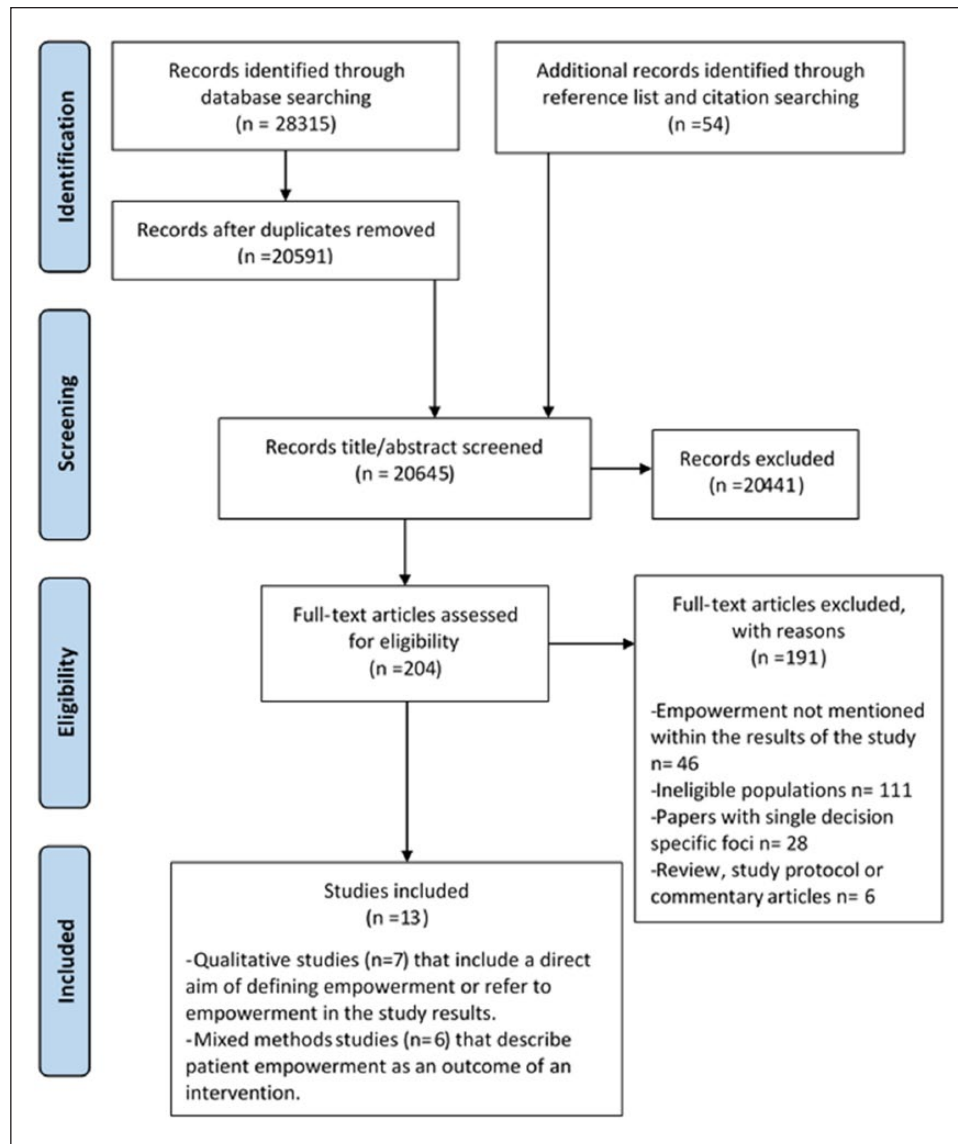 Identification
Records identified through
database searching
(n = 28315)
Additional records identified through
reference list and citation searching
(n =54)
Records after duplicates removed
(n =20591)
Screening
Records title/abstract screened
(n = 20645)
Records excluded
(n =20441)
Eligibility
Full-text articles assessed
for eligibility
(n =204)
Full-text articles excluded,
with reasons
(n =191)
-Empowerment not mentioned
within the results of the study
n= 46
-Ineligible populations n= 111
-Papers with single decision
specific foci n= 28
-Review, study protocol or
commentary articles n= 6
Included
Studies included
(n =13)
-Qualitative studies (n=7) that include a direct
aim of defining empowerment or refer to
empowerment in the study results.
-Mixed methods studies (n=6) that describe
patient empowerment as an outcome of an
intervention.